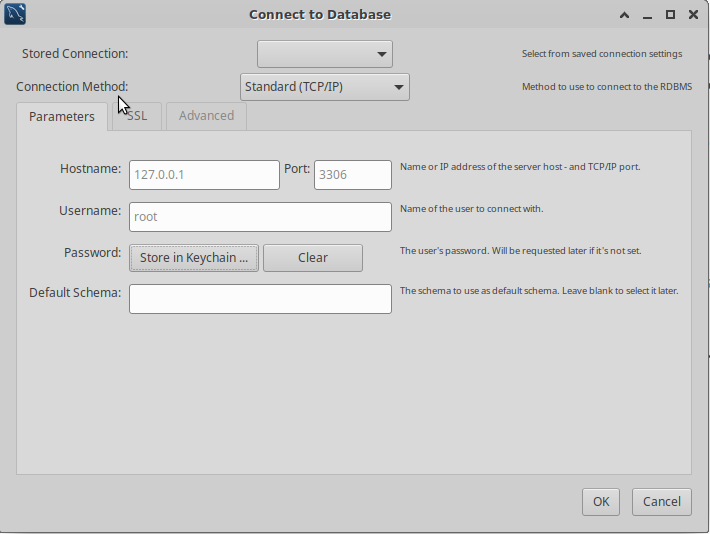 Connect to Database
Stored Connection: Select from saved connection settings
Connection Method: Standard (TCP/IP) Method to use to connect to the RDBMS
Parameters SSL Advanced
Hostname: 127.0.0.1 Port: 3306 Name or IP address of the server host - and TCP/IP port.
Username: root Name of the user to connect with.
Password: Store in Keychain ... Clear The user's password. Will be requested later if it's not set.
Default Schema: The schema to use as default schema. Leave blank to select it later.
OK Cancel